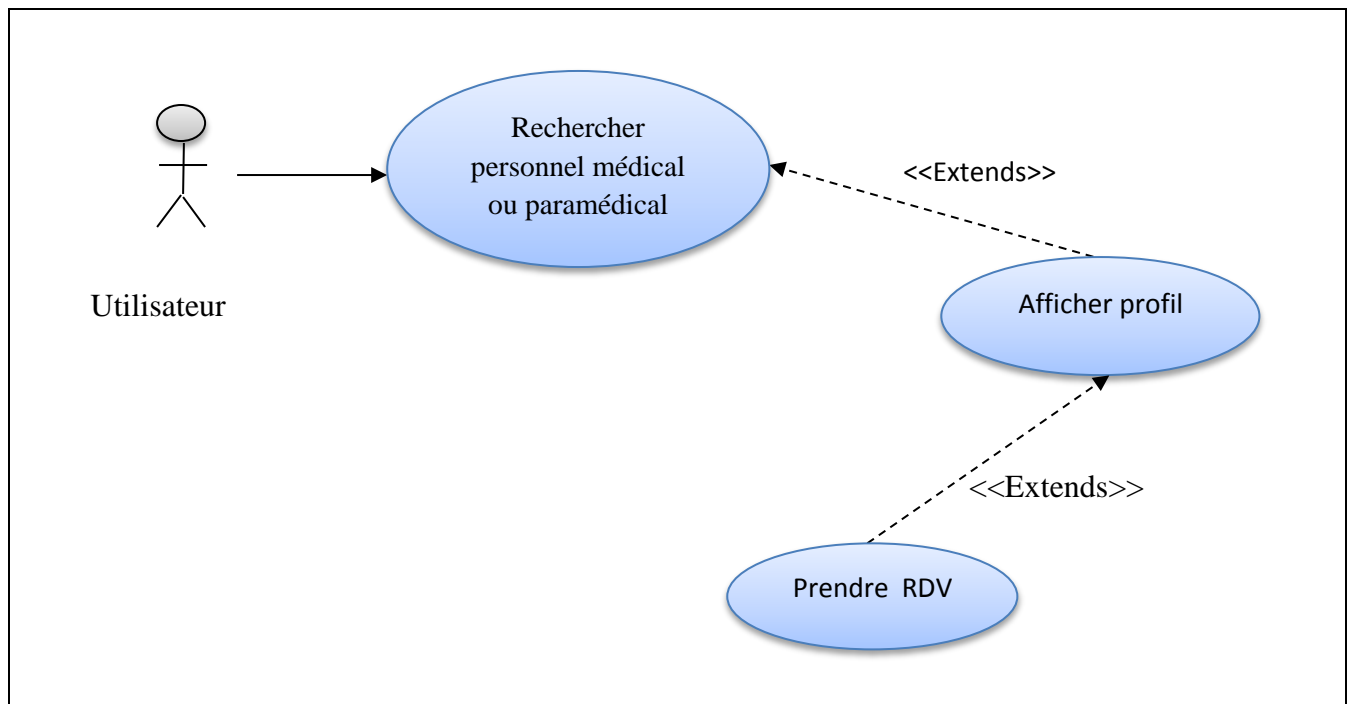 Rechercher
personnel médical
ou paramédical
<<Extends>>
Utilisateur
Afficher profil
<<Extends>>
Prendre RDV